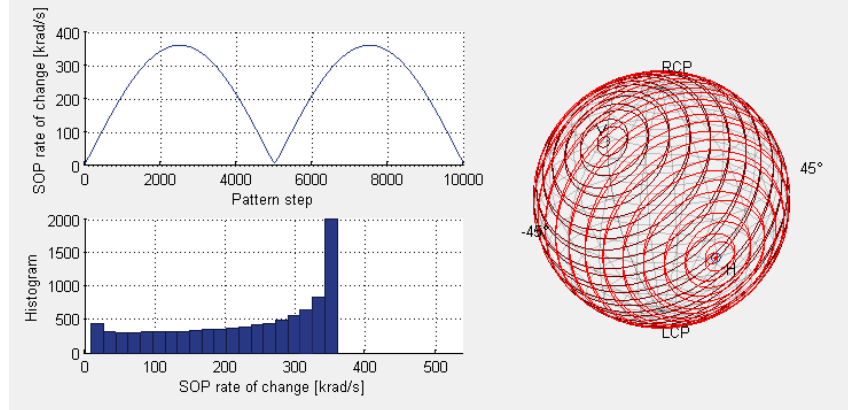 400
300
200
100
0
SOP rate of change [krad/s]
0 2000 4000 6000 8000 10000
Pattern step
2000
1500
1000
500
0
Histogram
0 100 200 300 400 500
SOP rate of change [krad/s]
RCP
V
45°
-45°
H
LCP